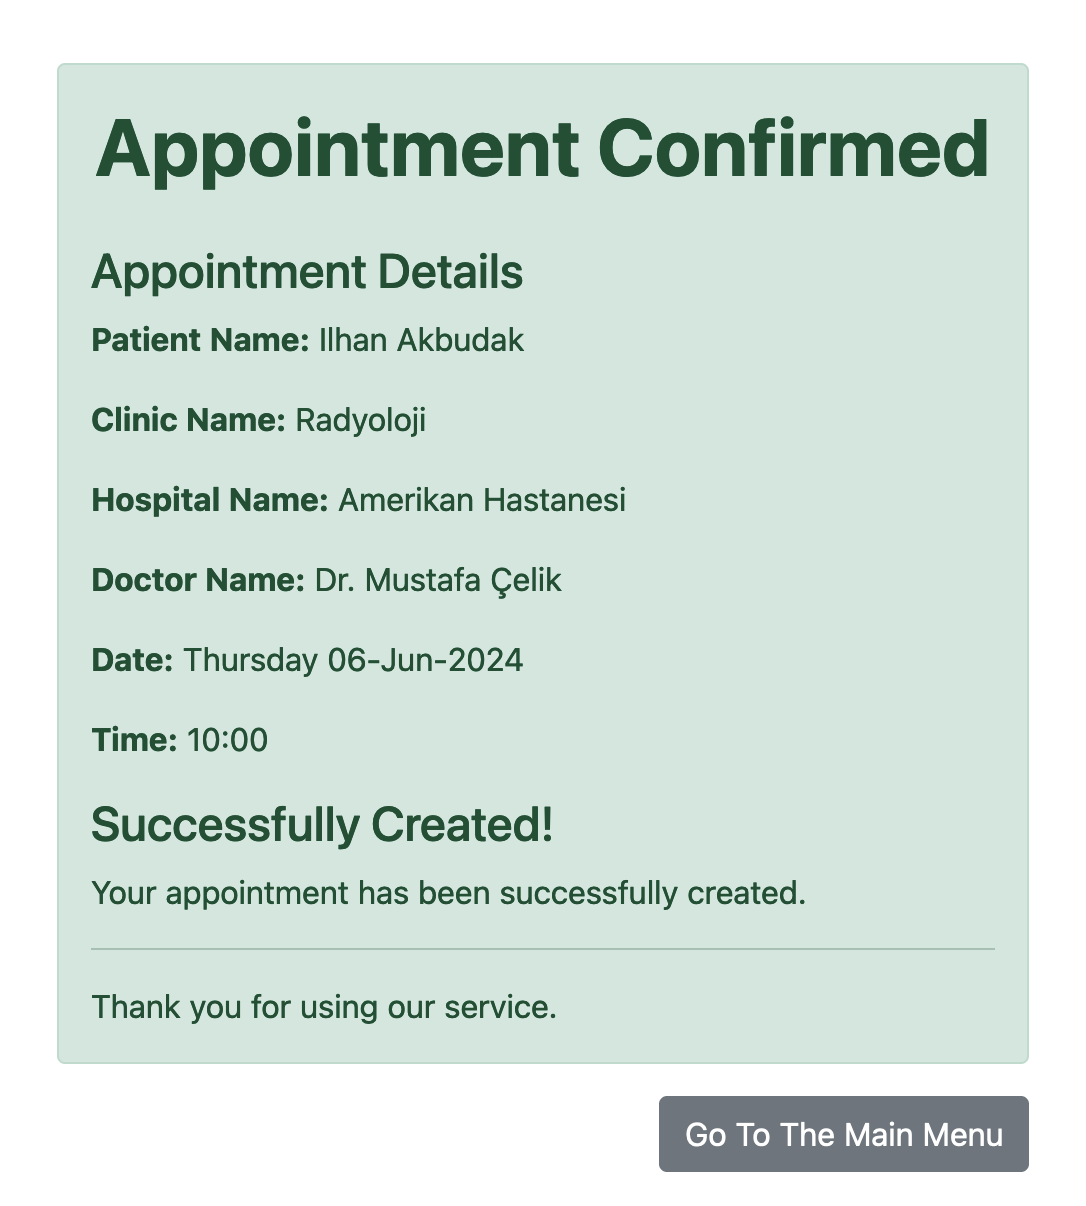 Appointment Confirmed
Appointment Details
Patient Name: Ilhan Akbudak
Clinic Name: Radyoloji
Hospital Name: Amerikan Hastanesi
Doctor Name: Dr. Mustafa Çelik
Date: Thursday 06-Jun-2024
Time: 10:00
Successfully Created!
Your appointment has been successfully created.
Thank you for using our service.
Go To The Main Menu